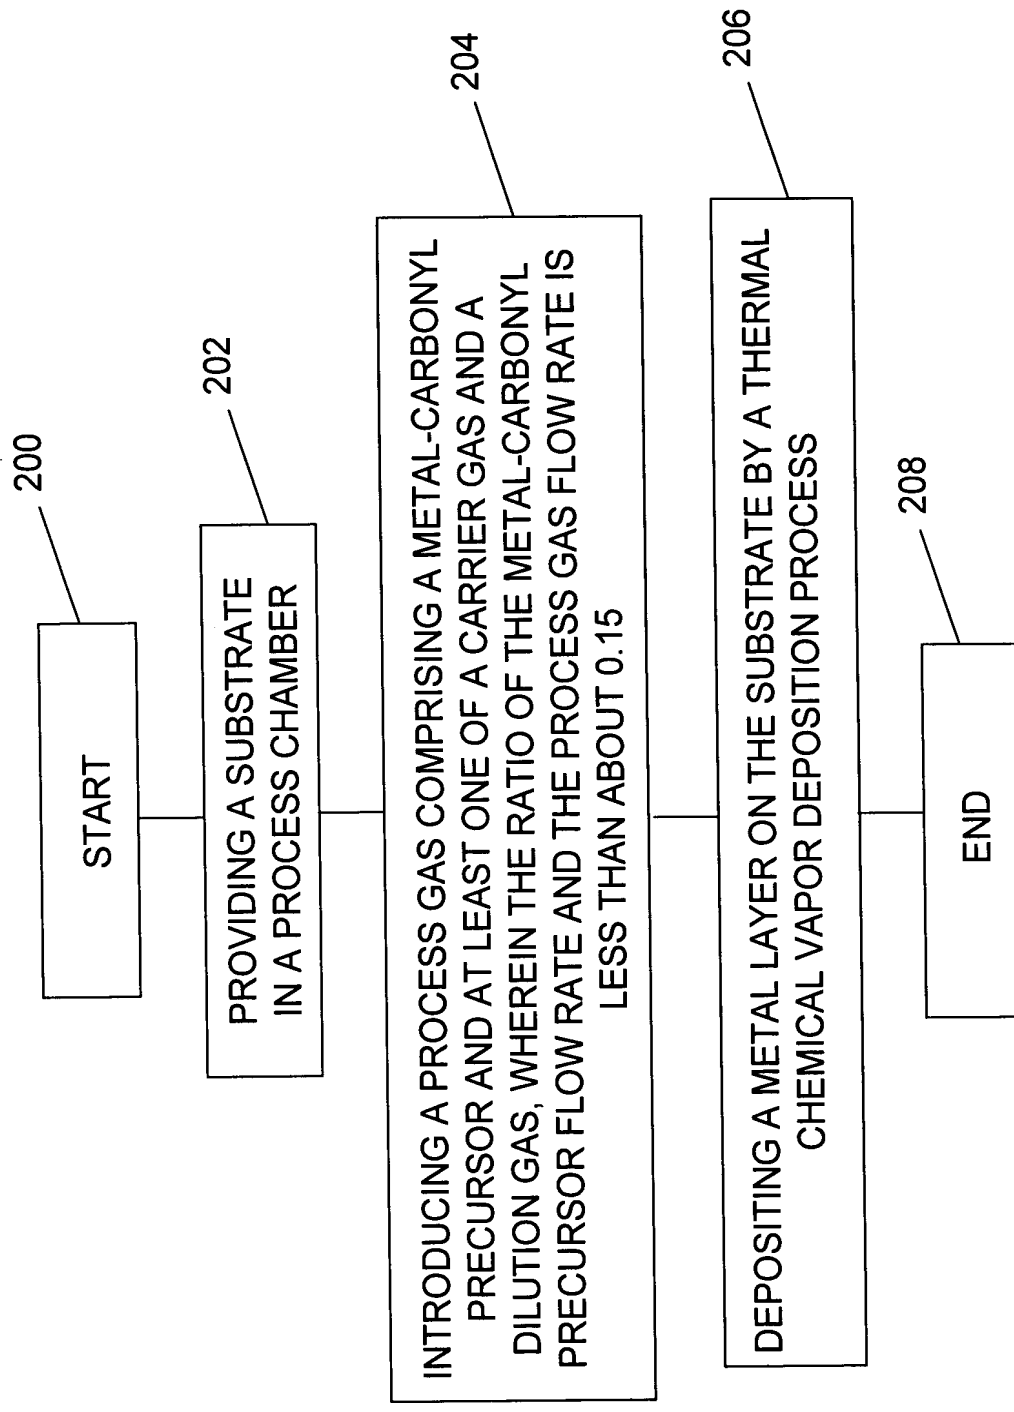 START
200
PROVIDING A SUBSTRATE
IN A PROCESS CHAMBER
202
INTRODUCING A PROCESS GAS COMPRISING A METAL-CARBONYL
PRECURSOR AND AT LEAST ONE OF A CARRIER GAS AND A
DILUTION GAS, WHEREIN THE RATIO OF THE METAL-CARBONYL
PRECURSOR FLOW RATE AND THE PROCESS GAS FLOW RATE IS
LESS THAN ABOUT 0.15
204
DEPOSITING A METAL LAYER ON THE SUBSTRATE BY A THERMAL
CHEMICAL VAPOR DEPOSITION PROCESS
206
END
208